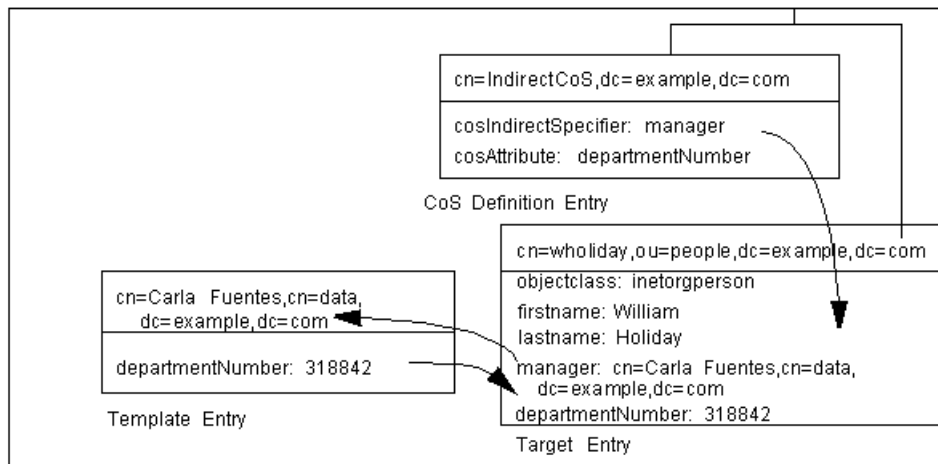 cn=IndirectCoS,dc=example,dc=com
cosIndirectSpecifier: manager
cosAttribute: departmentNumber
CoS Definition Entry
cn=wholiday,ou=people,dc=example,dc=com
objectclass: inetorgperson
firstname: William
lastname: Holiday
manager: cn=Carla Fuentes,cn=data,
dc=example,dc=com
departmentNumber: 318842
Target Entry
cn=Carla Fuentes,cn=data,
dc=example,dc=com
departmentNumber: 318842
Template Entry